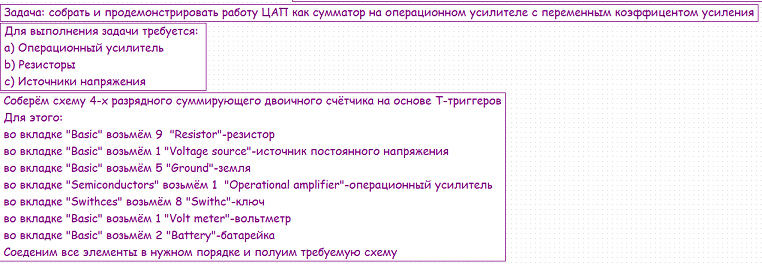 Задача: собрать и продемонстрировать работу ЦАП как сумматор на операционном усилителе с переменным коэффицентом усиления
Для выполнения задачи требуется:
a) Операционный усилитель
b) Резисторы
c) Источники напряжения
Соберём схему 4-х разрядного суммирующего двоичного счётчика на основе Т-триггеров
Для этого:
во вкладке "Basic" возьмём 9 "Resistor"-резистор
во вкладке "Basic" возьмём 1 "Voltage source"-источник постоянного напряжения
во вкладке "Basic" возьмём 5 "Ground"-земля
во вкладке "Semiconductors" возьмём 1 "Operational amplifier"-операционный усилитель
во вкладке "Swithces" возьмём 8 "Swithc"-ключ
во вкладке "Basic" возьмём 1 "Volt meter"-вольтметр
во вкладке "Basic" возьмём 2 "Battery"-батарейка
Соеденим все элементы в нужном порядке и полуим требуемую схему